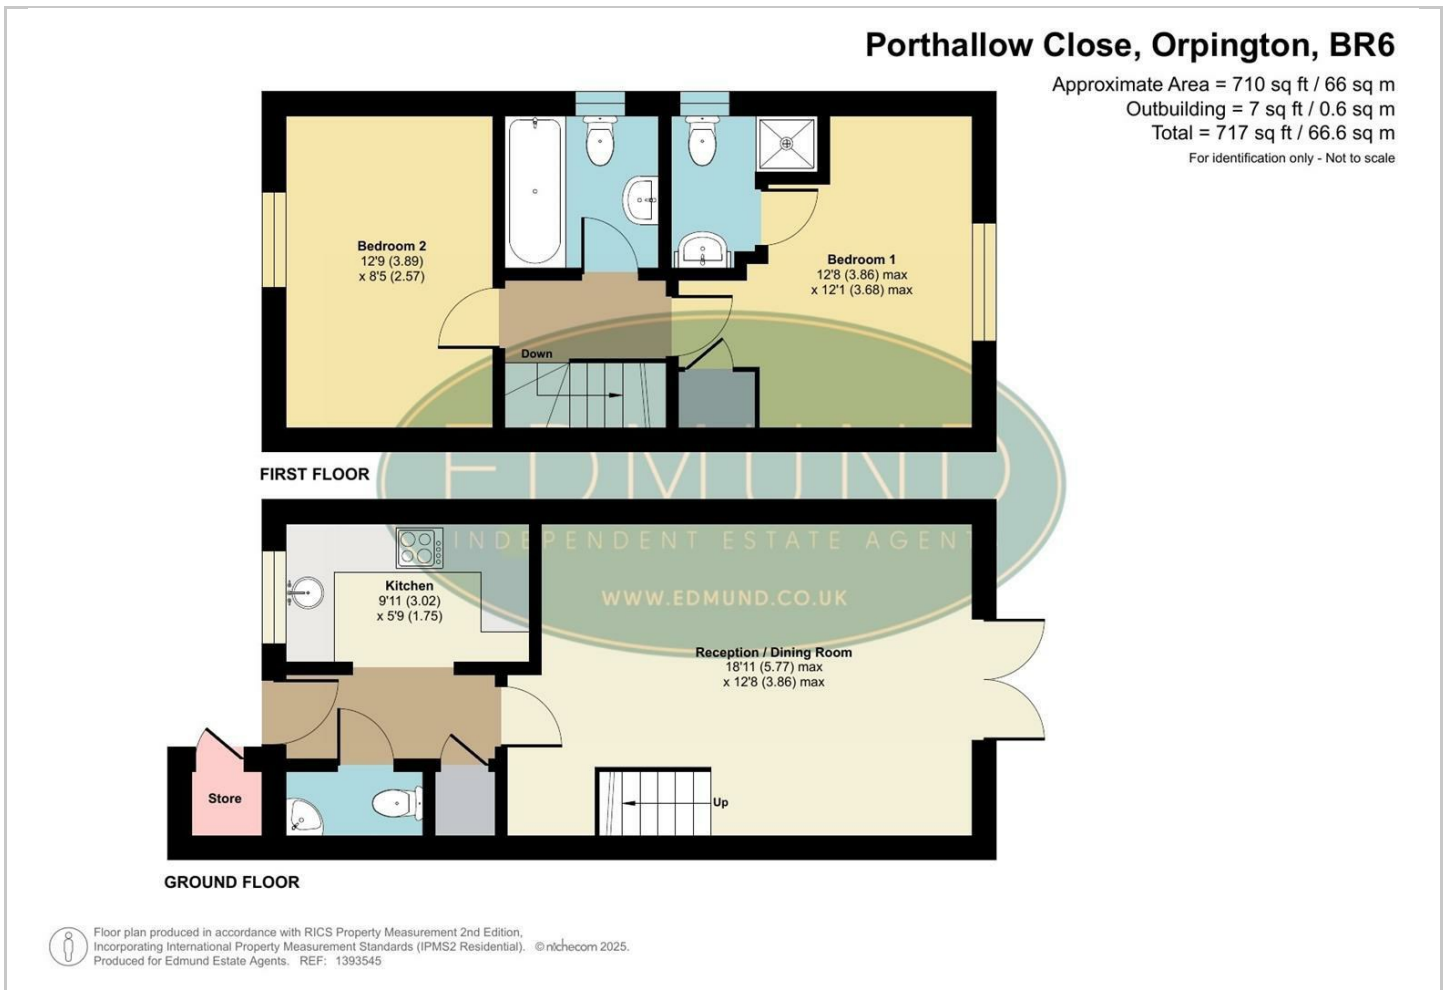 Porthallow Close, Orpington, BR6
Approximate Area = 710 sq ft / 66 sq m
Outbuilding = 7 sq ft / 0.6 sq m
Total = 717 sq ft / 66.6 sq m
For identification only - Not to scale
Bedroom 2
12'9 (3.89)
x 8'5 (2.57)
Bedroom 1
12'8 (3.86) max
x 12'1 (3.68) max
Down
FIRST FLOOR
EDMUND
INDEPENDENT ESTATE AGENT
WWW.EDMUND.CO.UK
Kitchen
9'11 (3.02)
x 5'9 (1.75)
Reception / Dining Room
18'11 (5.77) max
x 12'8 (3.86) max
Store
Up
GROUND FLOOR
Floor plan produced in accordance with RICS Property Measurement 2nd Edition,
Incorporating International Property Measurement Standards (IPMS2 Residential). © nichecom 2025.
Produced for Edmund Estate Agents. REF: 1393545